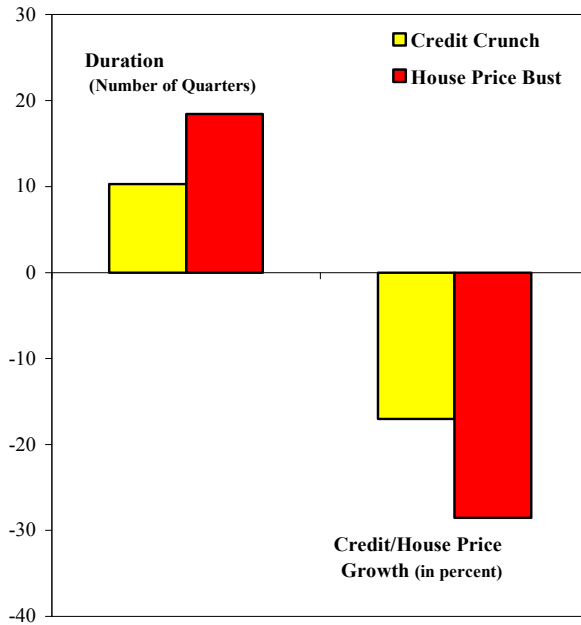 30
Credit Crunch
Duration
(Number of Quarters)
House Price Bust
20
10
0
-10
-20
-30
Credit/House Price
Growth (in percent)
-40